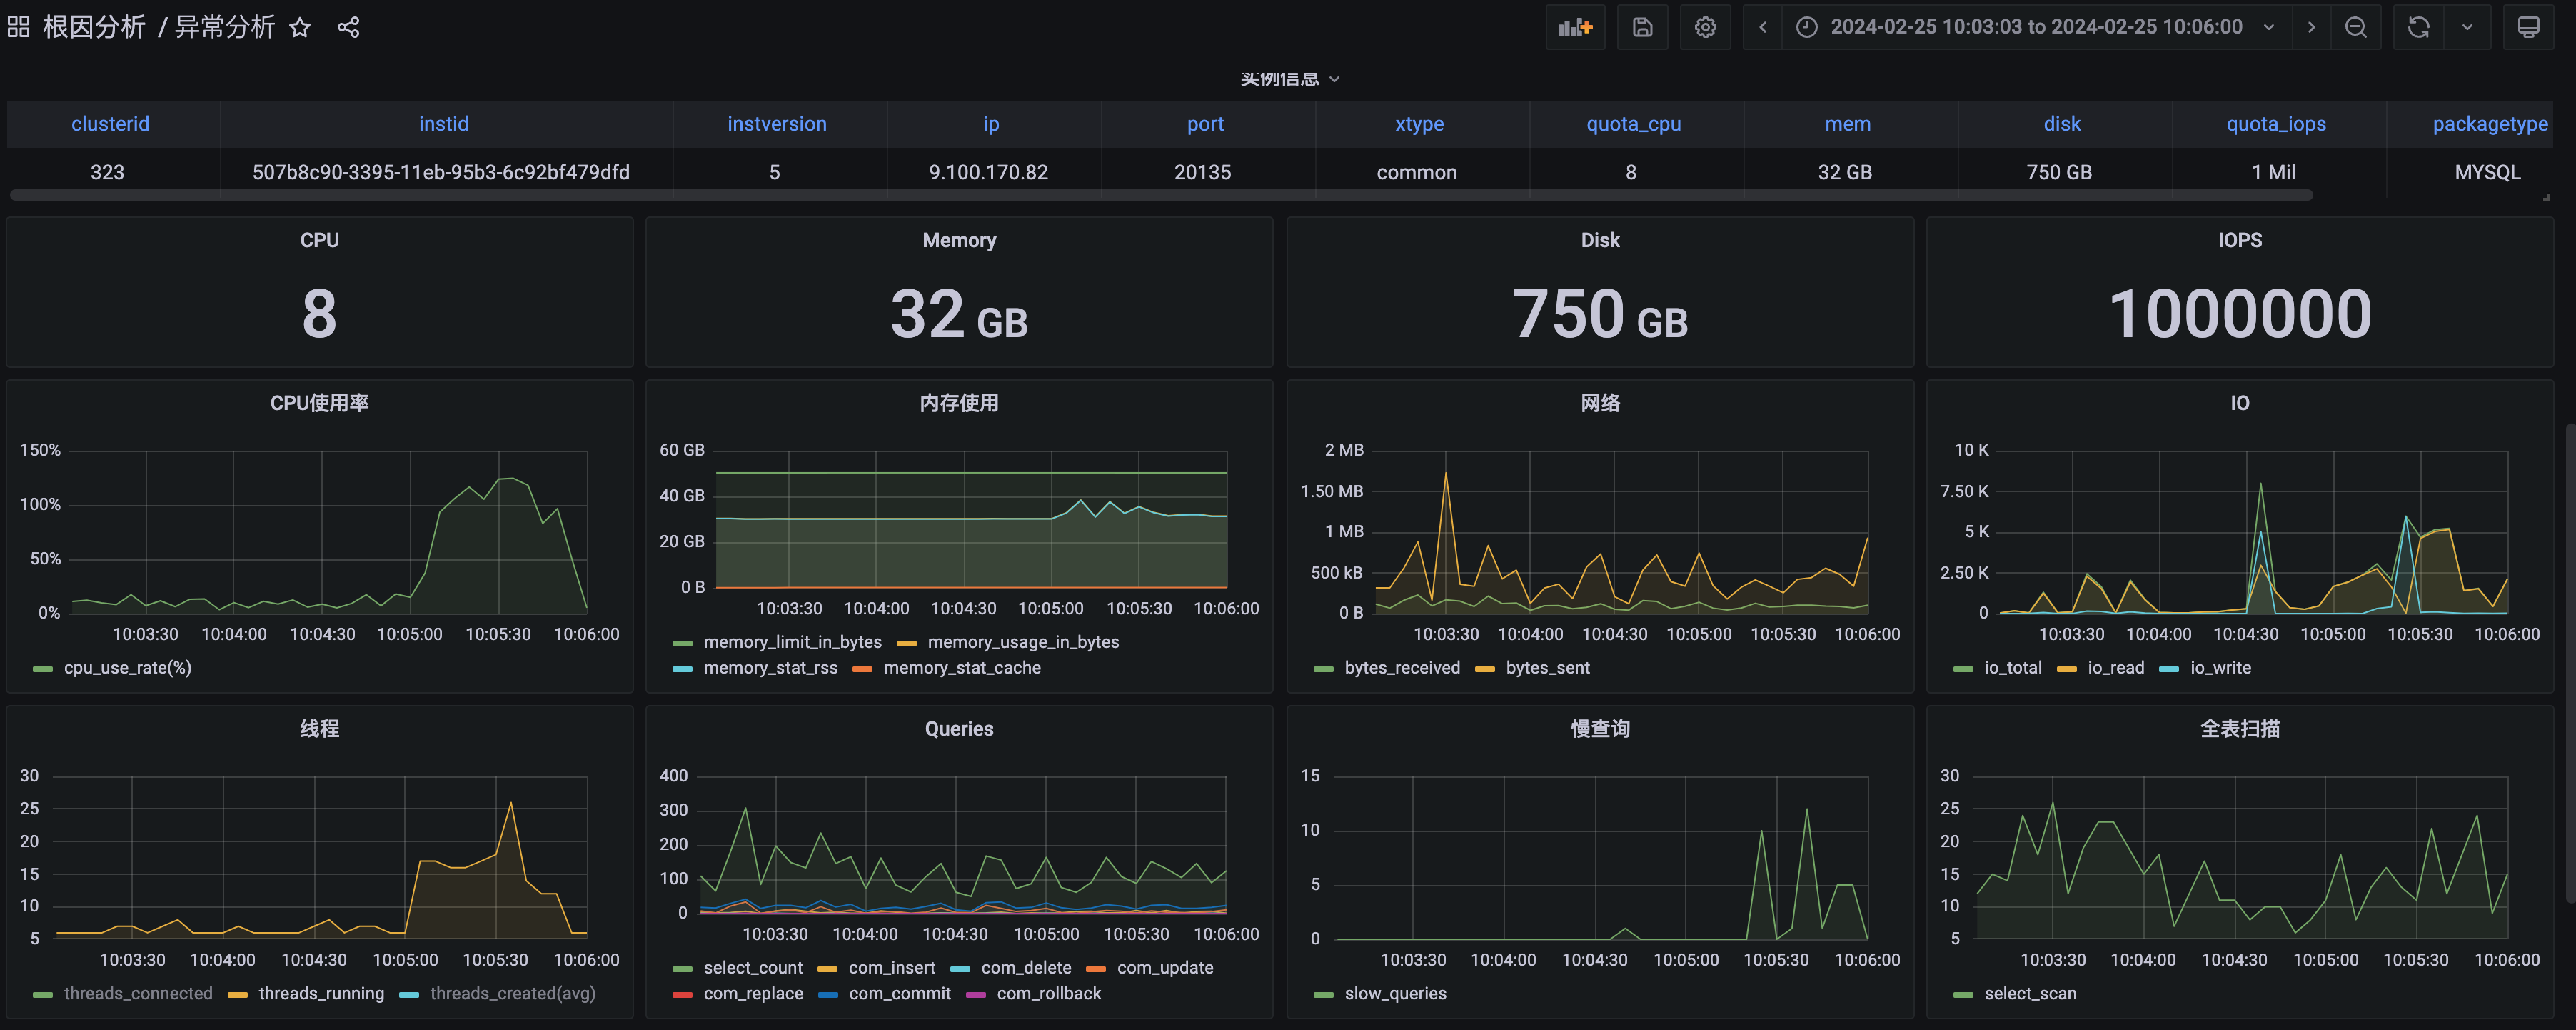 根因分析 / 异常分析
2024-02-25 10:03:03 to 2024-02-25 10:06:00
实例信息
clusterid instid instversion ip port xtype quota_cpu mem disk quota_iops packagetype
323 507b8c90-3395-11eb-95b3-6c92bf479dfd 5 9.100.170.82 20135 common 8 32 GB 750 GB 1 Mil MYSQL
CPU
8
Memory
32 GB
Disk
750 GB
IOPS
1000000
CPU使用率
150%
100%
50%
0%
10:03:30 10:04:00 10:04:30 10:05:00 10:05:30 10:06:00
cpu_use_rate(%)
内存使用
60 GB
40 GB
20 GB
0 B
10:03:30 10:04:00 10:04:30 10:05:00 10:05:30 10:06:00
memory_limit_in_bytes memory_usage_in_bytes
memory_stat_rss memory_stat_cache
网络
2 MB
1.50 MB
1 MB
500 kB
0 B
10:03:30 10:04:00 10:04:30 10:05:00 10:05:30 10:06:00
bytes_received bytes_sent
IO
10 K
7.50 K
5 K
2.50 K
0
10:03:30 10:04:00 10:04:30 10:05:00 10:05:30 10:06:00
io_total io_read io_write
线程
30
25
20
15
10
5
10:03:30 10:04:00 10:04:30 10:05:00 10:05:30 10:06:00
threads_connected threads_running threads_created(avg)
Queries
400
300
200
100
0
10:03:30 10:04:00 10:04:30 10:05:00 10:05:30 10:06:00
select_count com_insert com_delete com_update
com_replace com_commit com_rollback
慢查询
15
10
5
0
10:03:30 10:04:00 10:04:30 10:05:00 10:05:30 10:06:00
slow_queries
全表扫描
30
25
20
15
10
5
10:03:30 10:04:00 10:04:30 10:05:00 10:05:30 10:06:00
select_scan